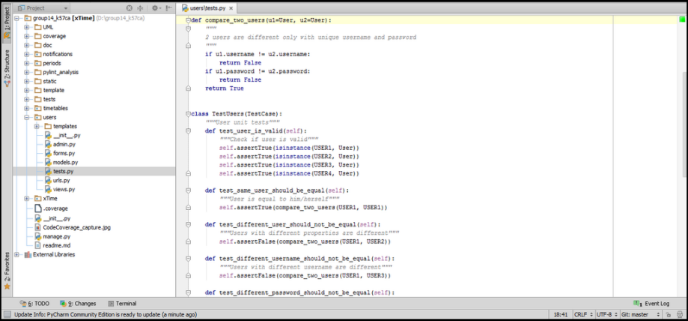 Project
users\tests.py
1: Project
2: Structure
Favorites
group14_k57ca [xTime] (D:\group14_k57ca)
UML
coverage
doc
notifications
periods
pylint_analysis
static
template
tests
timetables
users
templates
__init__.py
admin.py
forms.py
models.py
tests.py
urls.py
views.py
xTime
.coverage
__init__.py
CodeCoverage_capture.jpg
manage.py
readme.md
External Libraries
def compare_two_users(u1=User, u2=User):
"""
2 users are different only with unique username and password
"""
if u1.username != u2.username:
return False
if u1.password != u2.password:
return False
return True
class TestUsers(TestCase):
"""User unit tests"""
def test_user_is_valid(self):
"""Check if user is valid"""
self.assertTrue(isinstance(USER1, User))
self.assertTrue(isinstance(USER2, User))
self.assertTrue(isinstance(USER3, User))
self.assertTrue(isinstance(USER4, User))
def test_same_user_should_be_equal(self):
"""Users is equal to him/herself"""
self.assertTrue(compare_two_users(USER1, USER1))
def test_different_user_should_not_be_equal(self):
"""Users with different properties are different"""
self.assertFalse(compare_two_users(USER1, USER2))
def test_different_username_should_not_be_equal(self):
"""Users with different username are different"""
self.assertFalse(compare_two_users(USER1, USER3))
def test_different_password_should_not_be_equal(self):
6: TODO
9: Changes
Terminal
Event Log
Update Info: PyCharm Community Edition is ready to update (a minute ago)
18:41
CRLF
UTF-8
Git: master